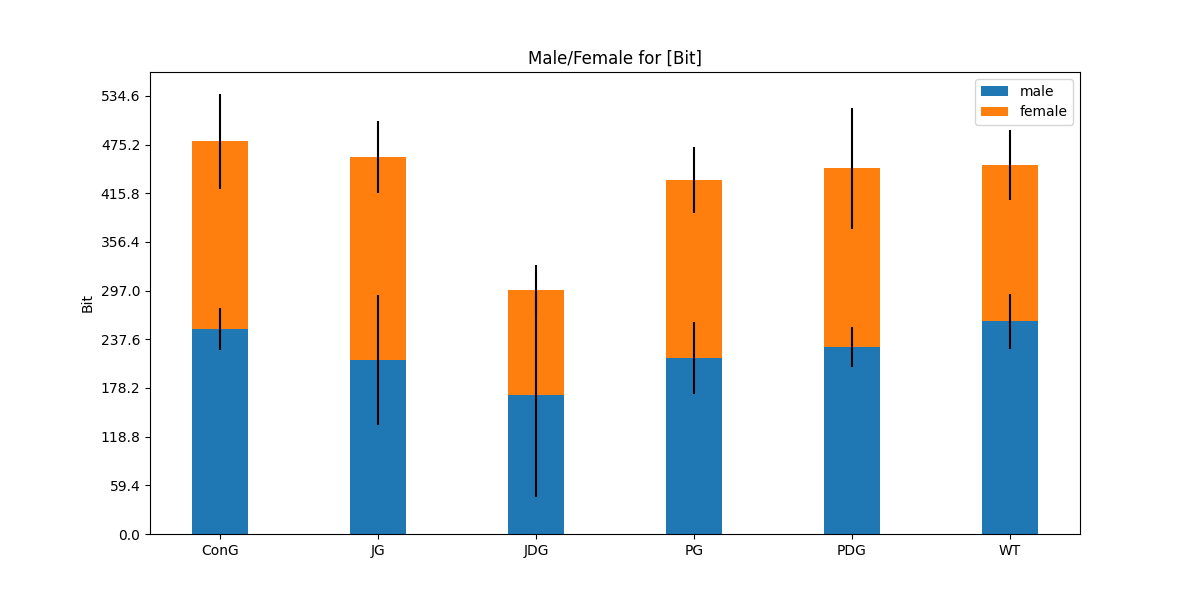 Male/Female for [Bit]
male
female
534.6
475.2
415.8
356.4
297.0
237.6
178.2
118.8
59.4
0.0
Bit
ConG JG JDG PG PDG WT